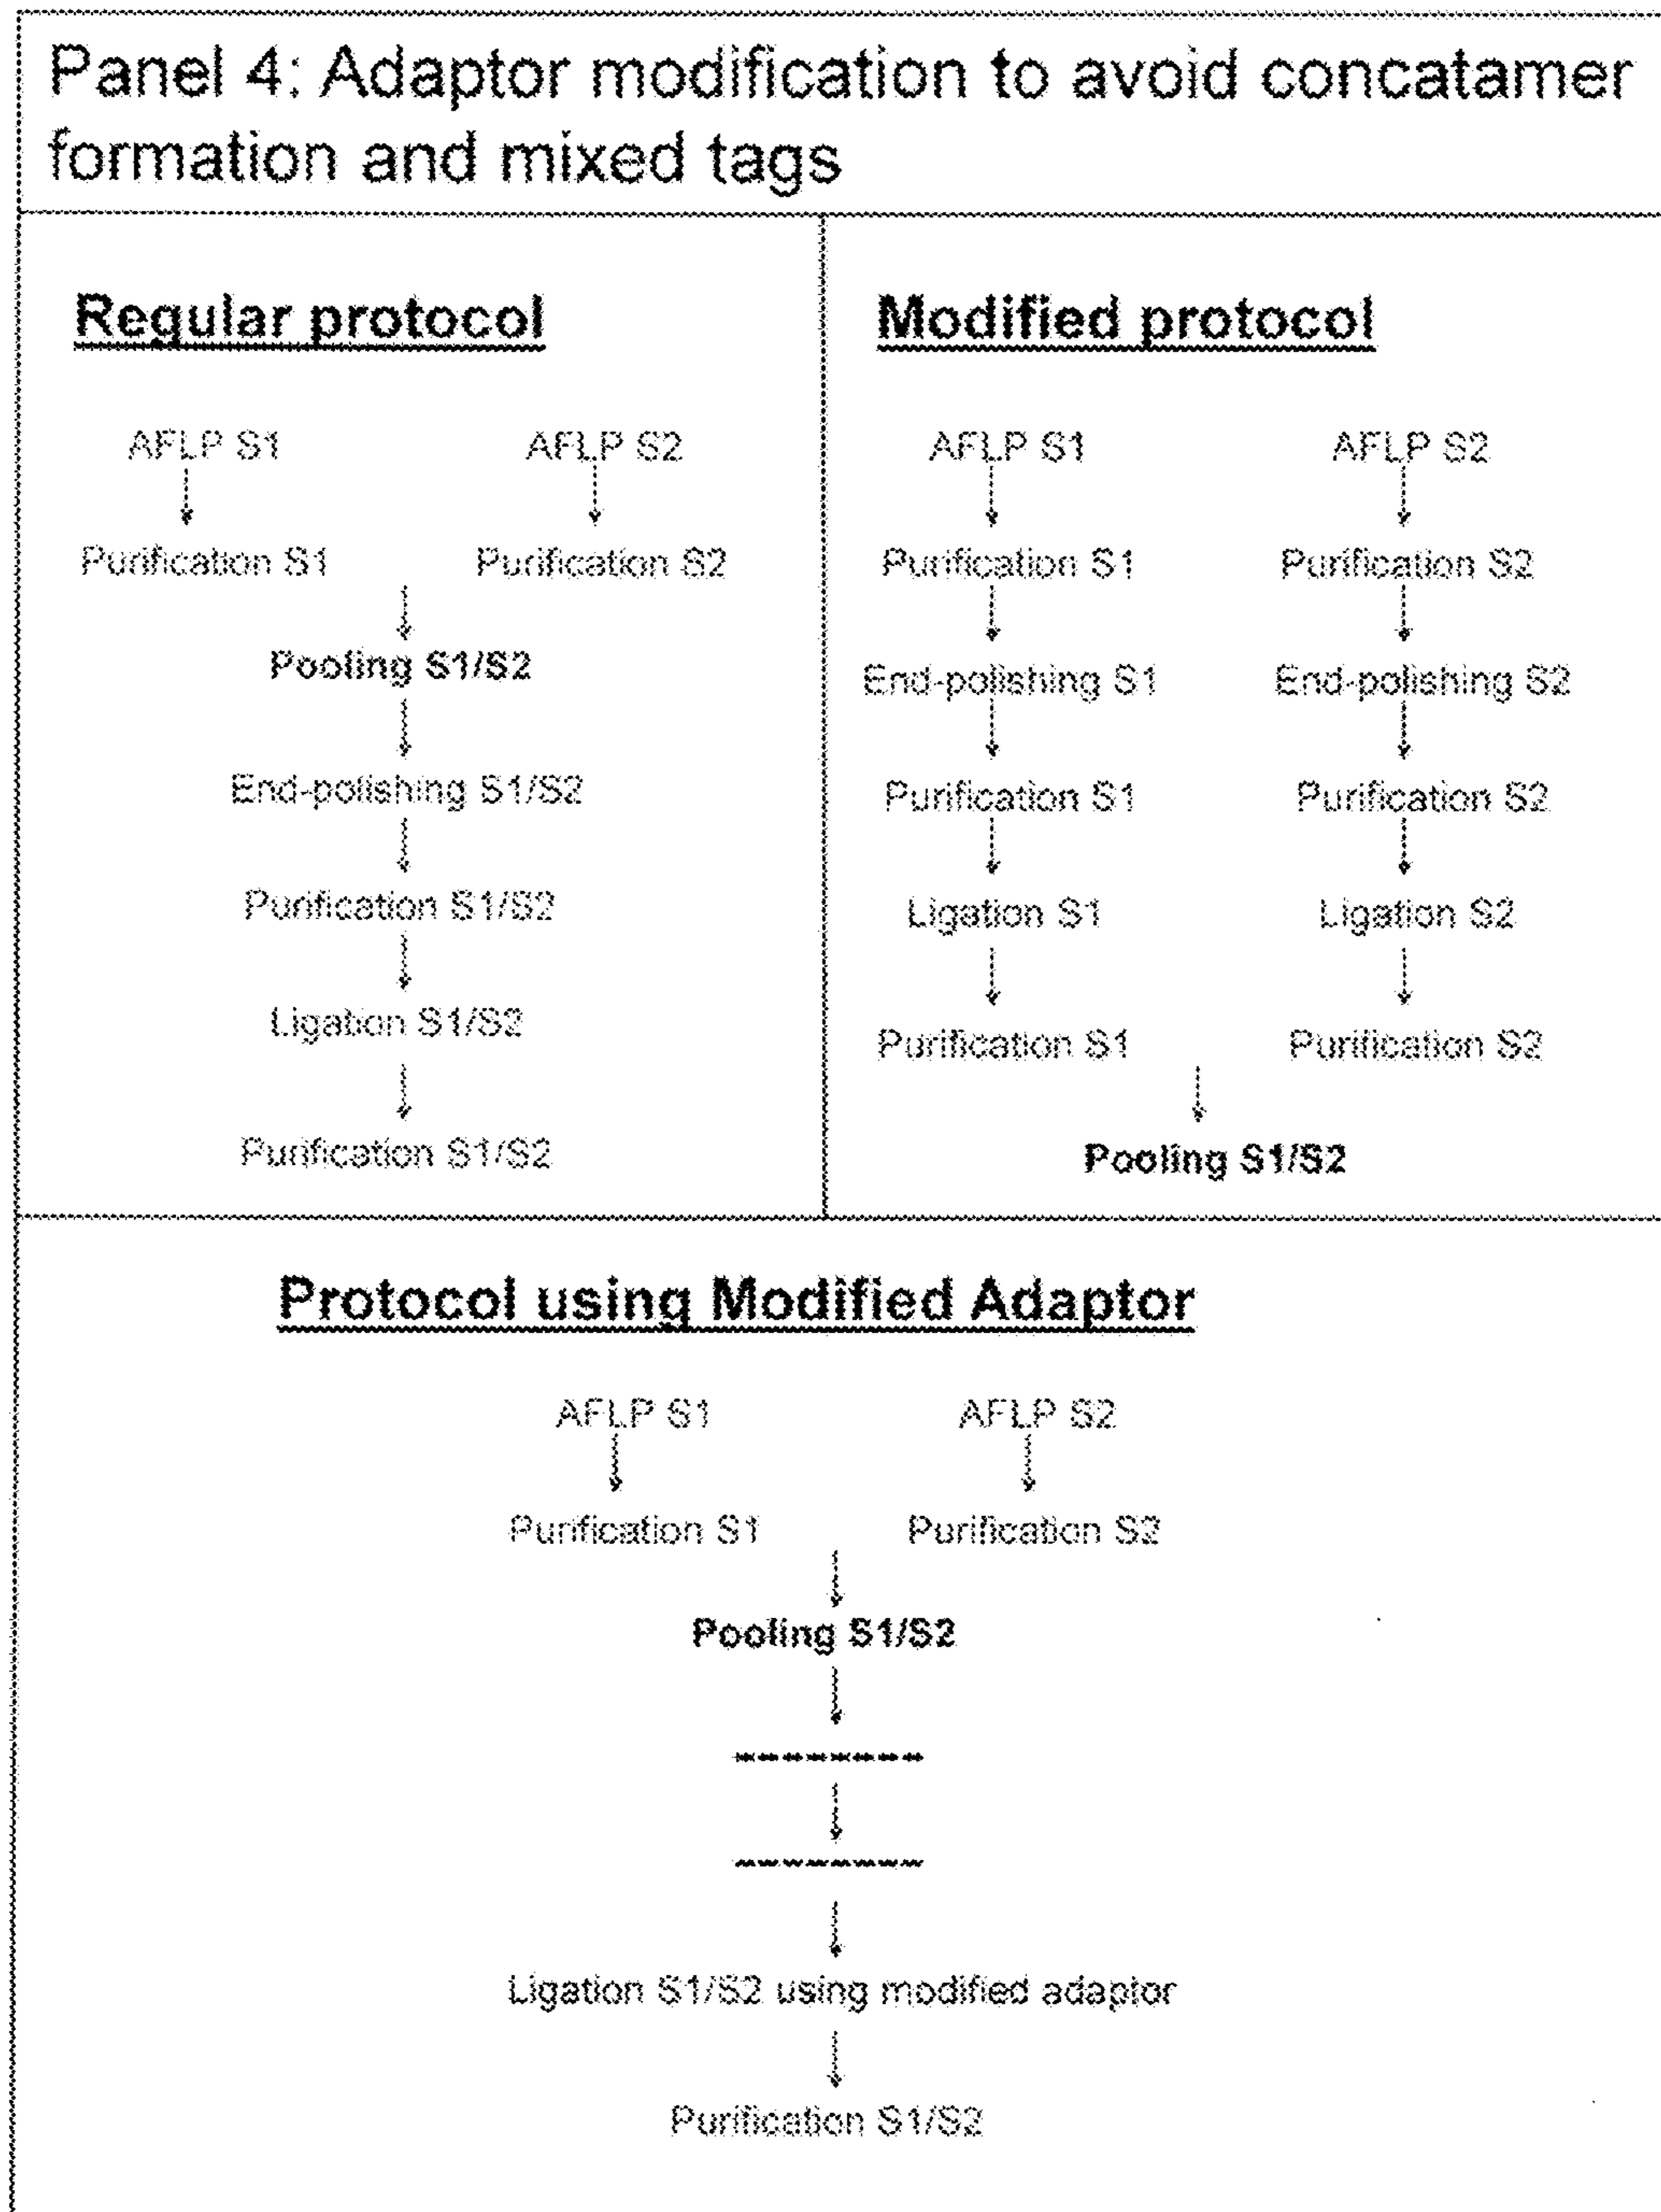 Panel 4: Adaptor modification to avoid concatamer
formation and mixed tags
Regular protocol
AFLP S1 AFLP S2
Purification S1 Purification S2
Pooling S1/S2
End-polishing S1/S2
Purification S1/S2
Ligation S1/S2
Purification S1/S2
Modified protocol
AFLP S1 AFLP S2
Purification S1 Purification S2
End-polishing S1 End-polishing S2
Purification S1 Purification S2
Ligation S1 Ligation S2
Purification S1 Purification S2
Pooling S1/S2
Protocol using Modified Adaptor
AFLP S1 AFLP S2
Purification S1 Purification S2
Pooling S1/S2
--------
--------
Ligation S1/S2 using modified adaptor
Purification S1/S2